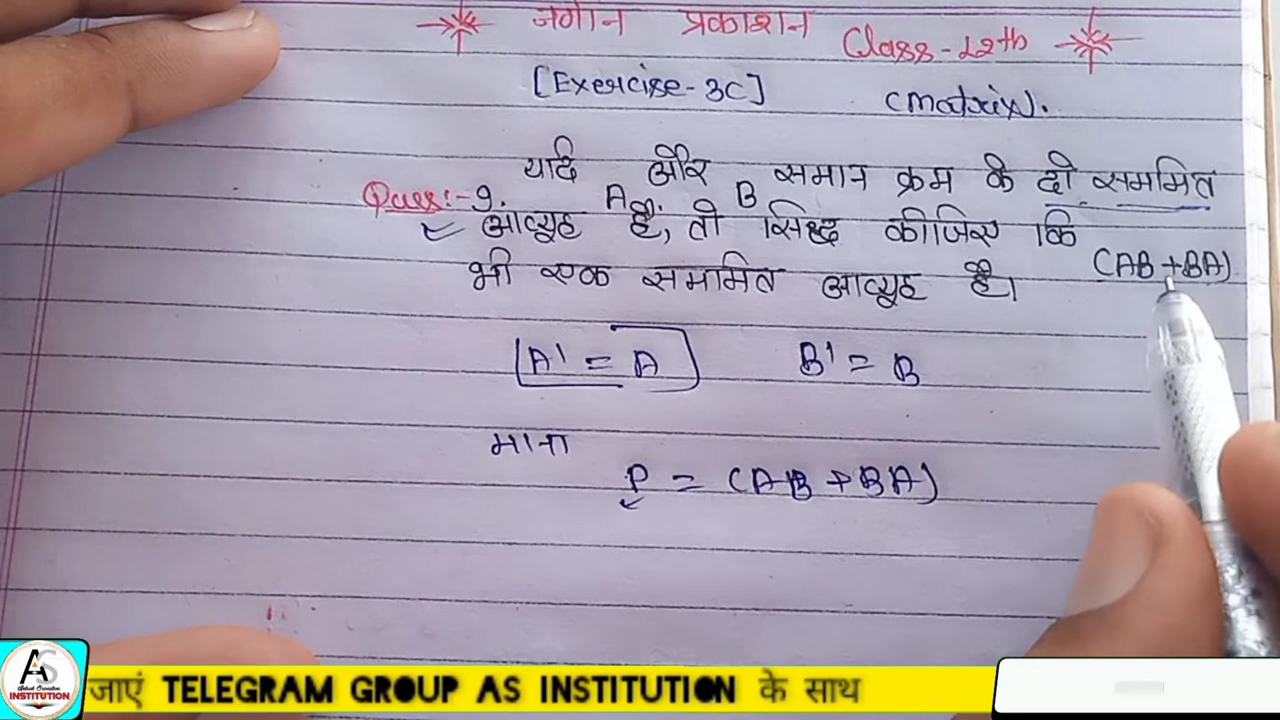 नगीन प्रकाशन Class-12th
[Exercise-3C] (Matrix).
यदि और समान क्रम के दो सममित
Ques:-9. A. B
आव्यूह हैं, तो सिद्ध कीजिए कि
(AB+BA)
भी एक सममित आव्यूह है।
A' = A B' = B
माना
P = (AB+BA)
AS
INSTITUTION
जाएं TELEGRAM GROUP AS INSTITUTION के साथ